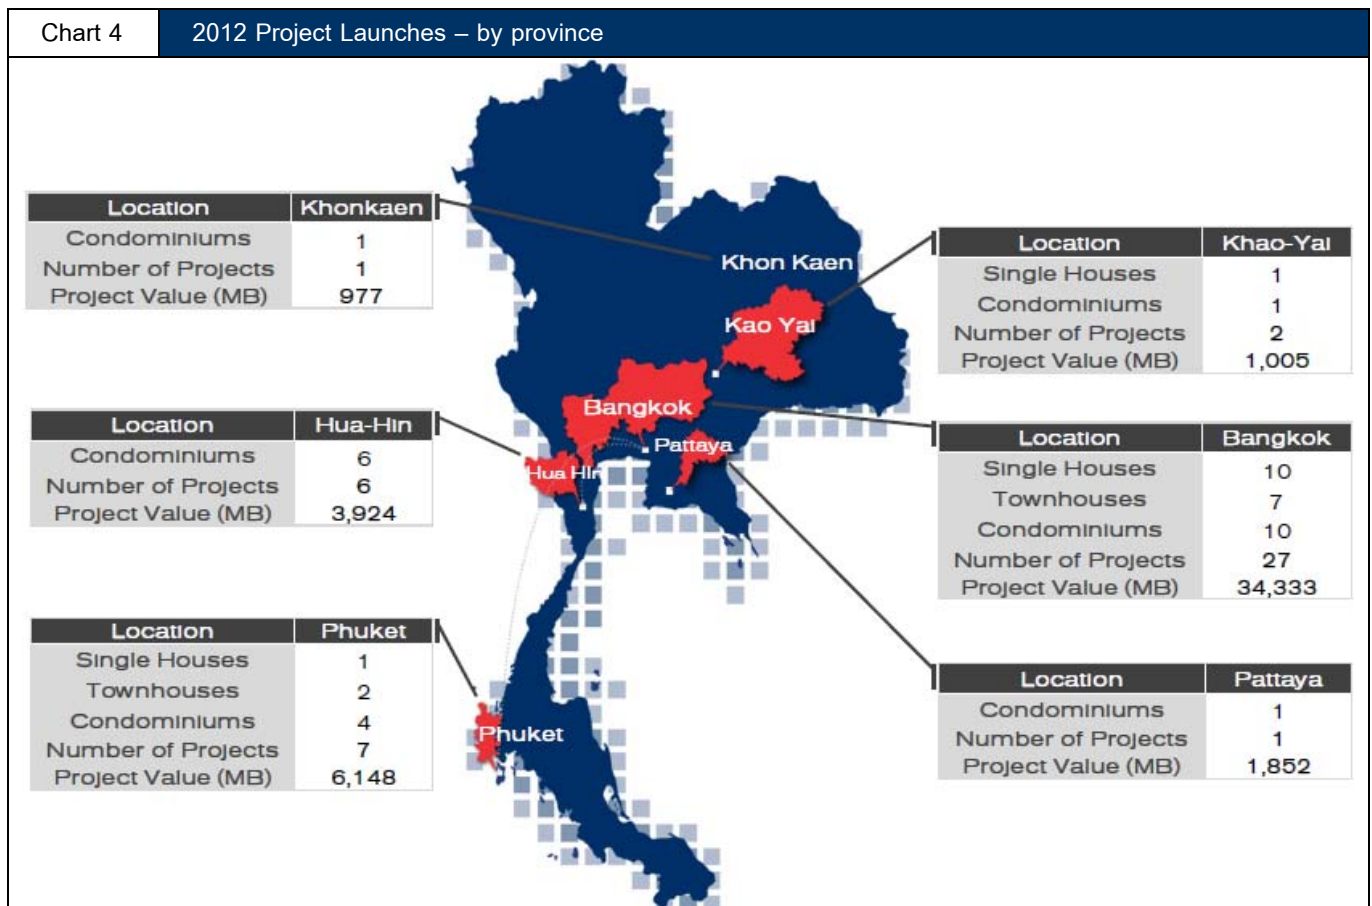 Chart 4 2012 Project Launches – by province
Location Khonkaen
Condominiums 1
Number of Projects 1
Project Value (MB) 977
Location Hua-Hin
Condominiums 6
Number of Projects 6
Project Value (MB) 3,924
Location Phuket
Single Houses 1
Townhouses 2
Condominiums 4
Number of Projects 7
Project Value (MB) 6,148
Khon Kaen
Kao Yai
Bangkok
Pattaya
Hua Hin
Phuket
Location Khao-Yai
Single Houses 1
Condominiums 1
Number of Projects 2
Project Value (MB) 1,005
Location Bangkok
Single Houses 10
Townhouses 7
Condominiums 10
Number of Projects 27
Project Value (MB) 34,333
Location Pattaya
Condominiums 1
Number of Projects 1
Project Value (MB) 1,852